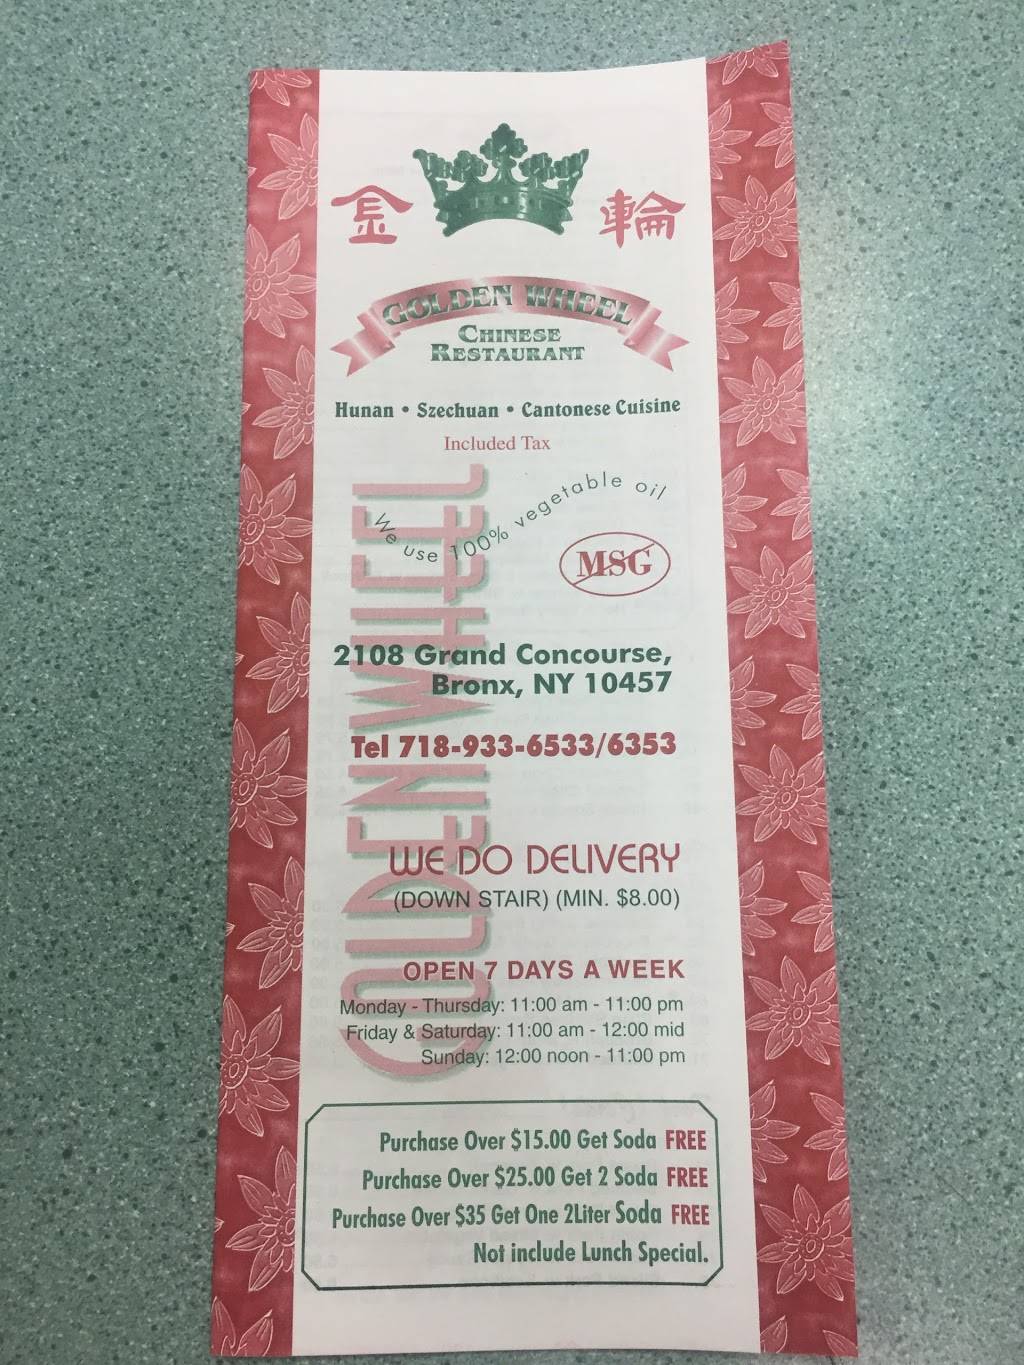 金 輪
GOLDEN WHEEL
CHINESE
RESTAURANT
Hunan • Szechuan • Cantonese Cuisine
Included Tax
We use 100% vegetable oil
MSG
GOLDEN WHEEL
2108 Grand Concourse,
Bronx, NY 10457
Tel 718-933-6533/6353
WE DO DELIVERY
(DOWN STAIR) (MIN. $8.00)
OPEN 7 DAYS A WEEK
Monday - Thursday: 11:00 am - 11:00 pm
Friday & Saturday: 11:00 am - 12:00 mid
Sunday: 12:00 noon - 11:00 pm
Purchase Over $15.00 Get Soda FREE
Purchase Over $25.00 Get 2 Soda FREE
Purchase Over $35 Get One 2Liter Soda FREE
Not include Lunch Special.